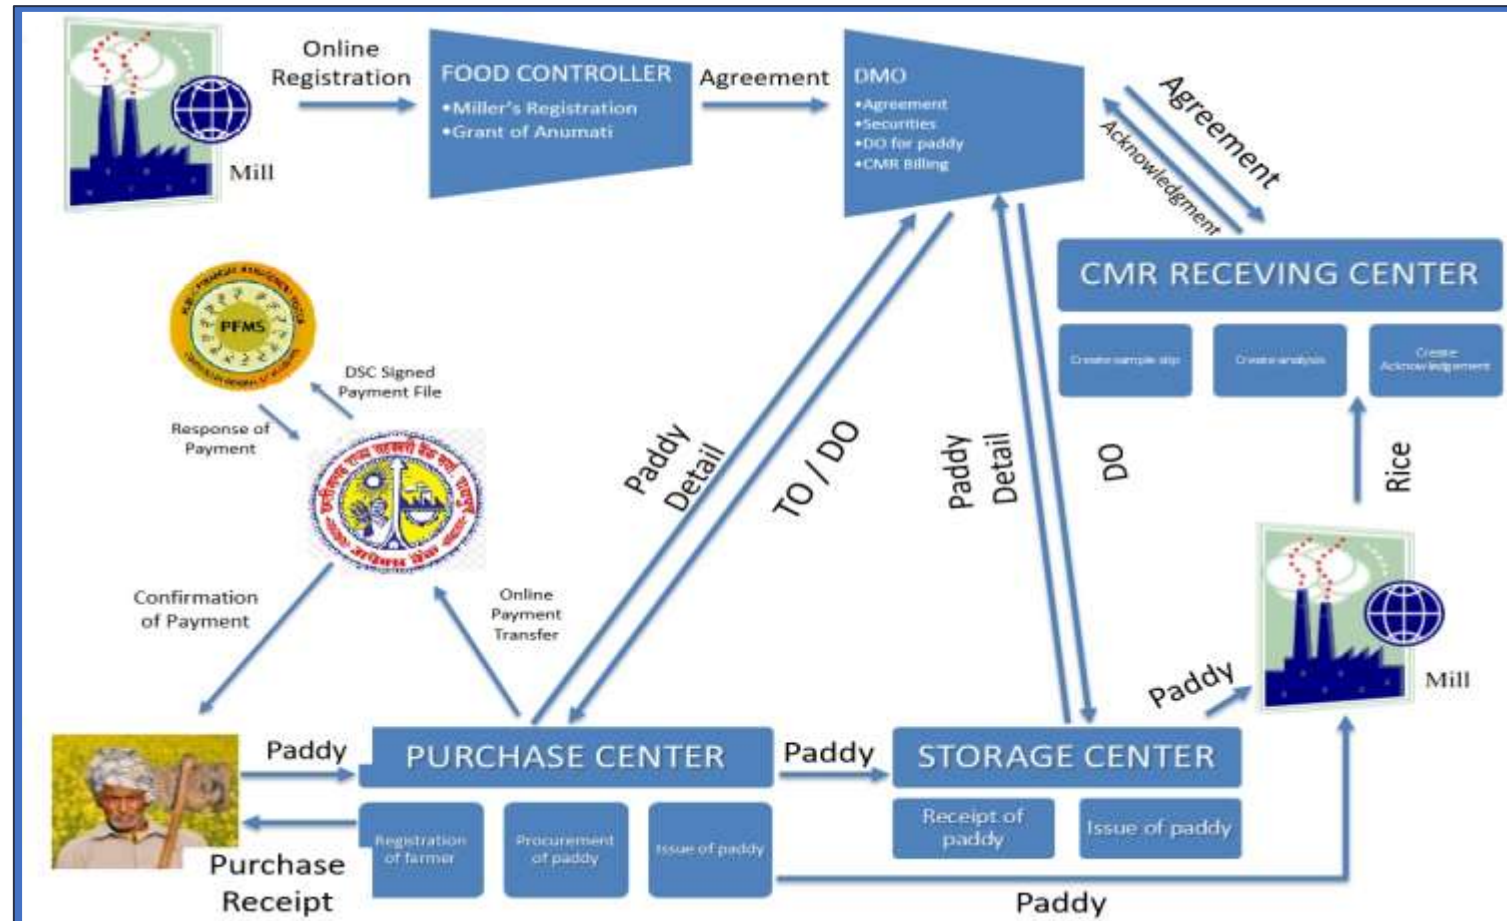 Online
Registration
Mill
FOOD CONTROLLER
•Miller's Registration
•Grant of Anumati
Agreement
DMO
•Agreement
•Securities
•DO for paddy
•CMR Billing
Agreement
Acknowledgment
CMR RECEVING CENTER
Create sample slip
Create analysis
Create
Acknowledgement
PFMS
DSC Signed
Payment File
Response of
Payment
Paddy
Detail
TO / DO
Paddy
Detail
DO
Rice
Confirmation
of Payment
Online
Payment
Transfer
Paddy
Mill
Paddy
PURCHASE CENTER
Paddy
STORAGE CENTER
Registration
of farmer
Procurement
of paddy
Issue of paddy
Receipt of
paddy
Issue of paddy
Purchase
Receipt
Paddy